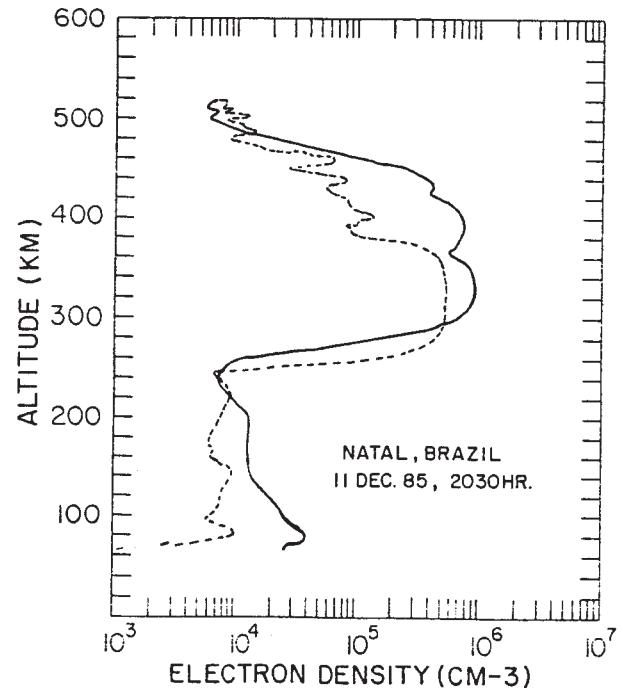 600
500
400
300
200
100
ALTITUDE (KM)
NATAL, BRAZIL
11 DEC. 85, 2030HR.
10³ 10⁴ 10⁵ 10⁶ 10⁷
ELECTRON DENSITY (CM-3)